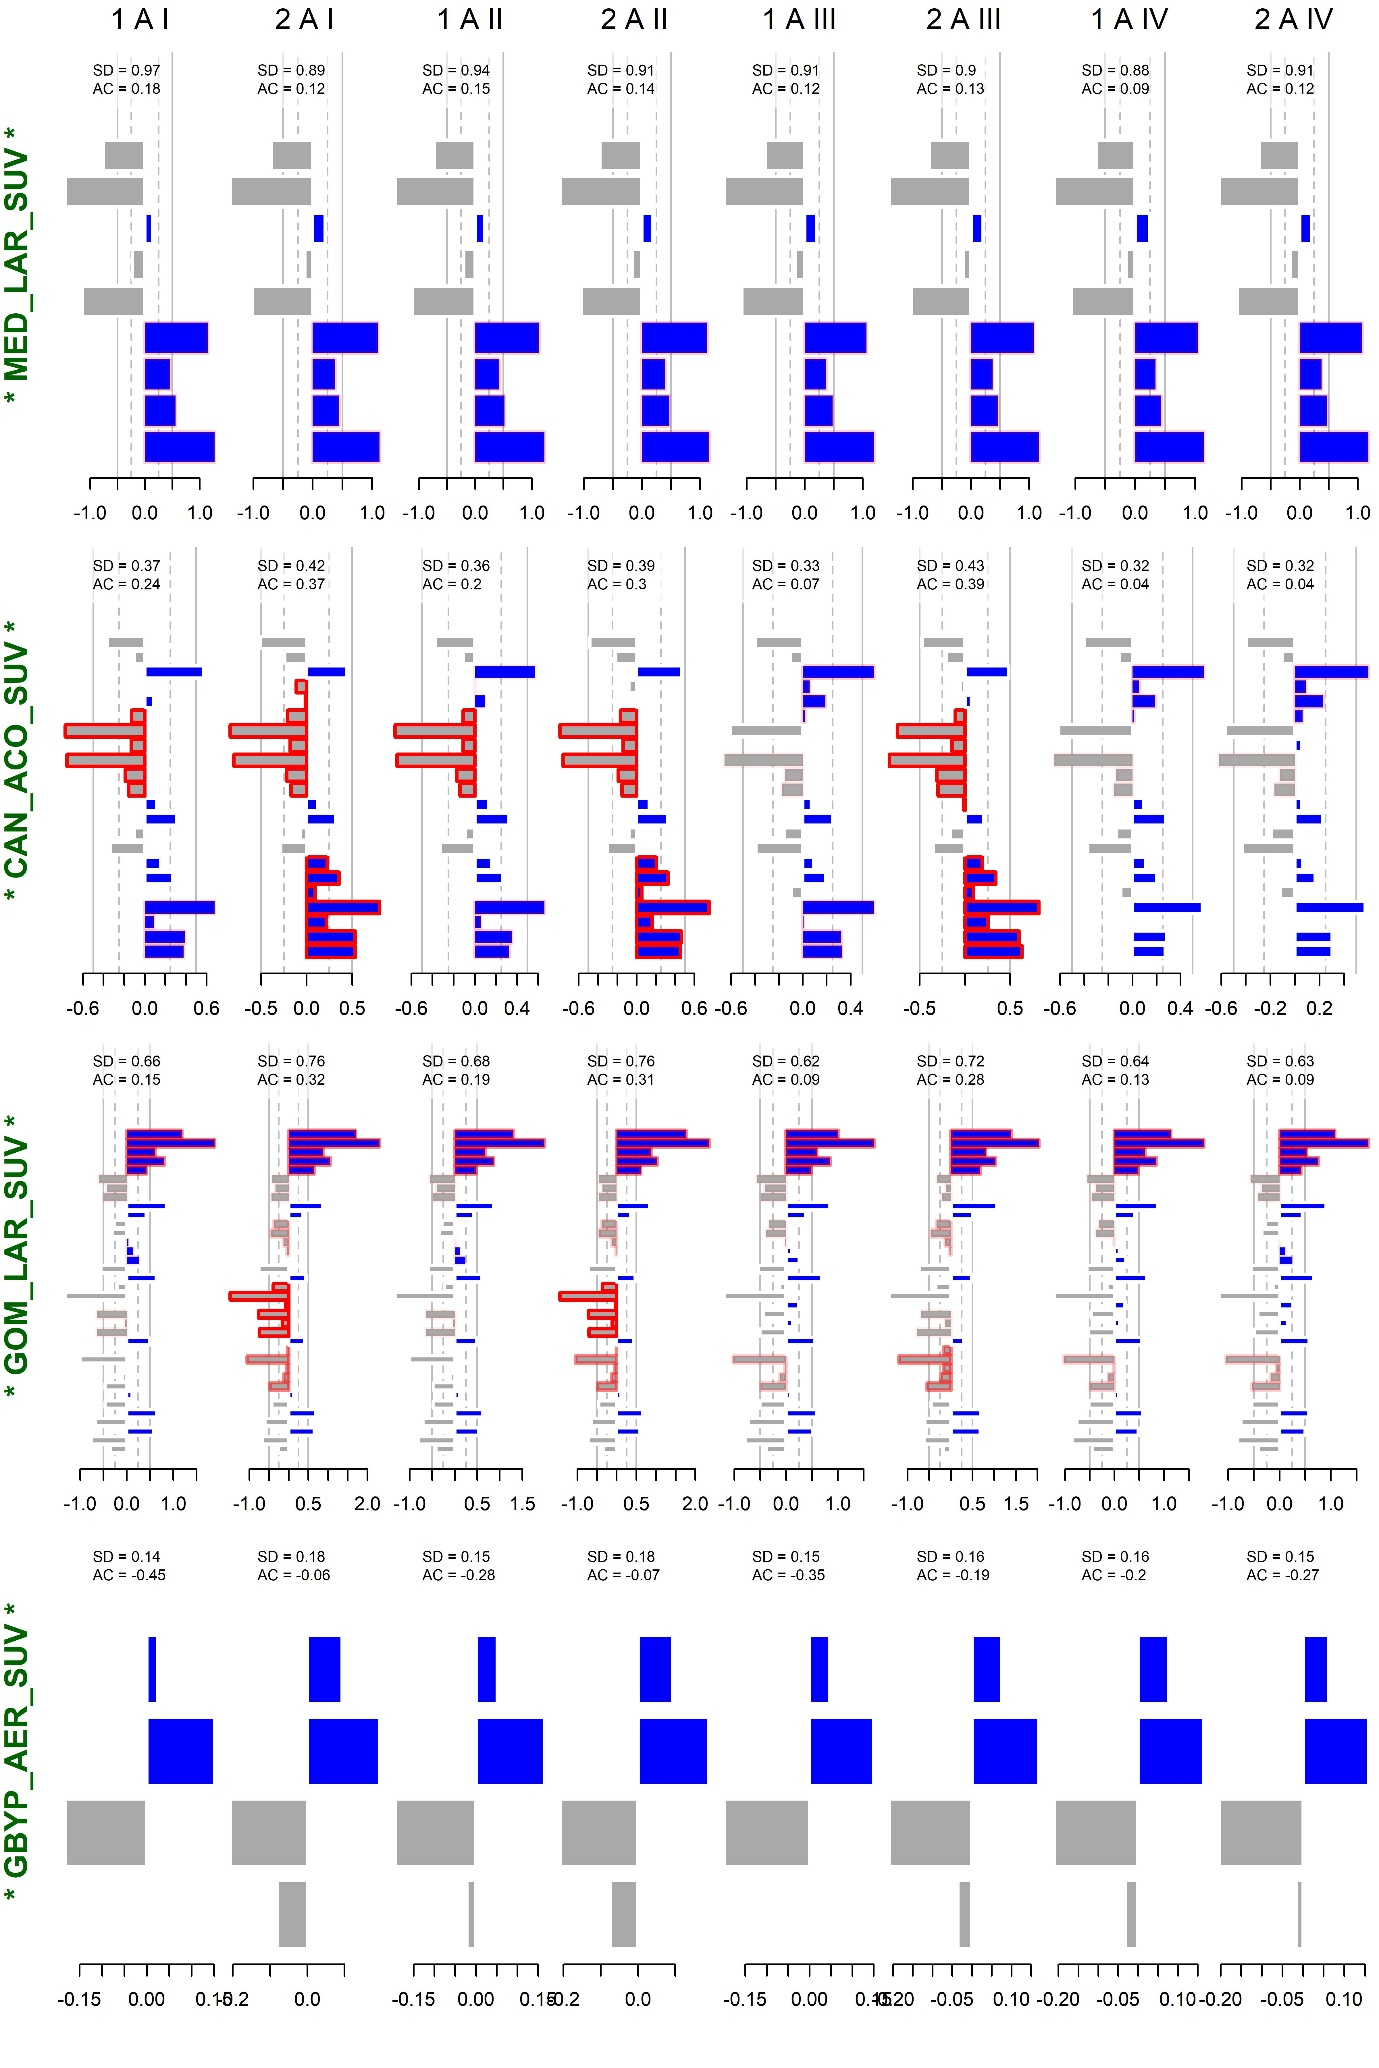 1 A I 2 A I 1 A II 2 A II 1 A III 2 A III 1 A IV 2 A IV
* MED_LAR_SUV *
SD = 0.97 SD = 0.89 SD = 0.94 SD = 0.91 SD = 0.91 SD = 0.9 SD = 0.88 SD = 0.91
AC = 0.18 AC = 0.12 AC = 0.15 AC = 0.14 AC = 0.12 AC = 0.13 AC = 0.09 AC = 0.12
-1.0 0.0 1.0 -1.0 0.0 1.0 -1.0 0.0 1.0 -1.0 0.0 1.0 -1.0 0.0 1.0 -1.0 0.0 1.0 -1.0 0.0 1.0 -1.0 0.0 1.0
* CAN_ACO_SUV *
SD = 0.37 SD = 0.42 SD = 0.36 SD = 0.39 SD = 0.33 SD = 0.43 SD = 0.32 SD = 0.32
AC = 0.24 AC = 0.37 AC = 0.2 AC = 0.3 AC = 0.07 AC = 0.39 AC = 0.04 AC = 0.04
-0.6 0.0 0.6 -0.5 0.0 0.5 -0.6 0.0 0.4 -0.6 0.0 0.6 -0.6 0.0 0.4 -0.5 0.5 -0.6 0.0 0.4 -0.6 -0.2 0.2
* GOM_LAR_SUV *
SD = 0.66 SD = 0.76 SD = 0.68 SD = 0.76 SD = 0.62 SD = 0.72 SD = 0.64 SD = 0.63
AC = 0.15 AC = 0.32 AC = 0.19 AC = 0.31 AC = 0.09 AC = 0.28 AC = 0.13 AC = 0.09
-1.0 0.0 1.0 -1.0 0.5 2.0 -1.0 0.5 1.5 -1.0 0.5 2.0 -1.0 0.0 1.0 -1.0 0.5 1.5 -1.0 0.0 1.0 -1.0 0.0 1.0
* GBYP_AER_SUV *
SD = 0.14 SD = 0.18 SD = 0.15 SD = 0.18 SD = 0.15 SD = 0.16 SD = 0.16 SD = 0.15
AC = -0.45 AC = -0.06 AC = -0.28 AC = -0.07 AC = -0.35 AC = -0.19 AC = -0.2 AC = -0.27
-0.15 0.00 0.15 -0.2 0.0 -0.15 0.00 0.15 -0.2 0.0 -0.15 0.00 0.15 -0.20 -0.05 0.10 -0.20 -0.05 0.10 -0.20 -0.05 0.10